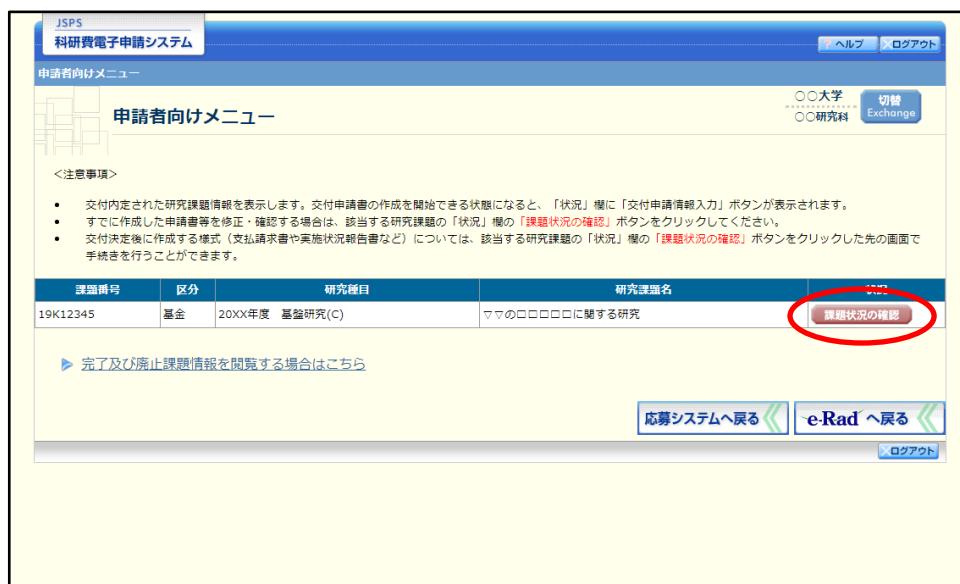 JSPS
科研費電子申請システム
ヘルプ ログアウト
申請者向けメニュー
申請者向けメニュー
○○大学
○○研究科
切替
Exchange
<注意事項>
• 交付内定された研究課題情報を表示します。交付申請書の作成を開始できる状態になると、「状況」欄に「交付申請情報入力」ボタンが表示されます。
• すでに作成した申請書等を修正・確認する場合は、該当する研究課題の「状況」欄の「課題状況の確認」ボタンをクリックしてください。
• 交付決定後に作成する様式（支払請求書や実施状況報告書など）については、該当する研究課題の「状況」欄の「課題状況の確認」ボタンをクリックした先の画面で
手続きを行うことができます。
課題番号 区分 研究種目 研究課題名 状況
19K12345 基金 20XX年度 基盤研究(C) ▽▽の□□□□□に関する研究 課題状況の確認
完了及び廃止課題情報を閲覧する場合はこちら
応募システムへ戻る e-Rad へ戻る
ログアウト